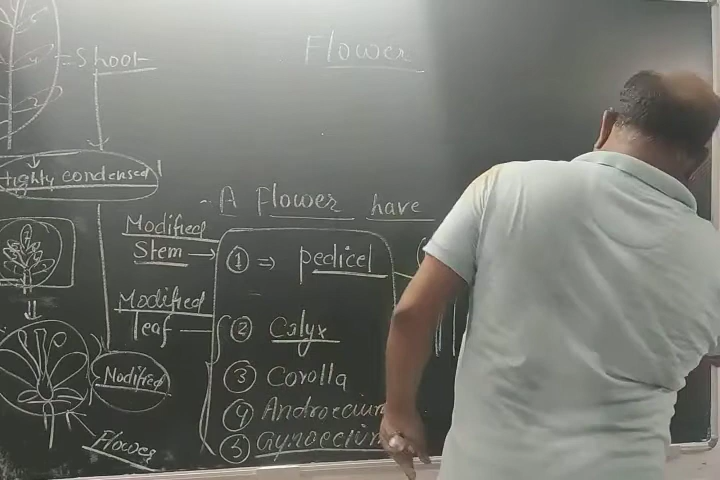 Flower
= Shoot
tightly condensed
A Flower have
Modified
Stem → ① ⇒ pedicel
Modified
leaf
② Calyx
③ Corolla
④ Androecium
⑤ Gynoecium
Modified
Flower